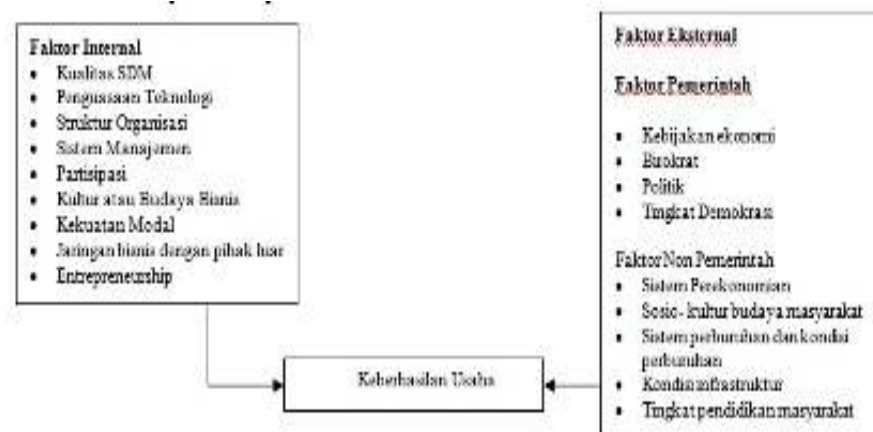 Faktor Internal
Kualitas SDM
Penguasaan Teknologi
Struktur Organisasi
Sistem Manajemen
Partisipasi
Kultur atau Budaya Bisnis
Kekuatan Modal
Jaringan bisnis dengan pihak luar
Entrepreneurship
Faktor Eksternal
Faktor Pemerintah
Kebijakan ekonomi
Birokrat
Politik
Tingkat Demokrasi
Faktor Non Pemerintah
Sistem Perekonomian
Sosio- kultur budaya masyarakat
Sistem perburuhan dan kondisi
perburuhan
Kondisi infrastruktur
Tingkat pendidikan masyarakat
Keberhasilan Usaha